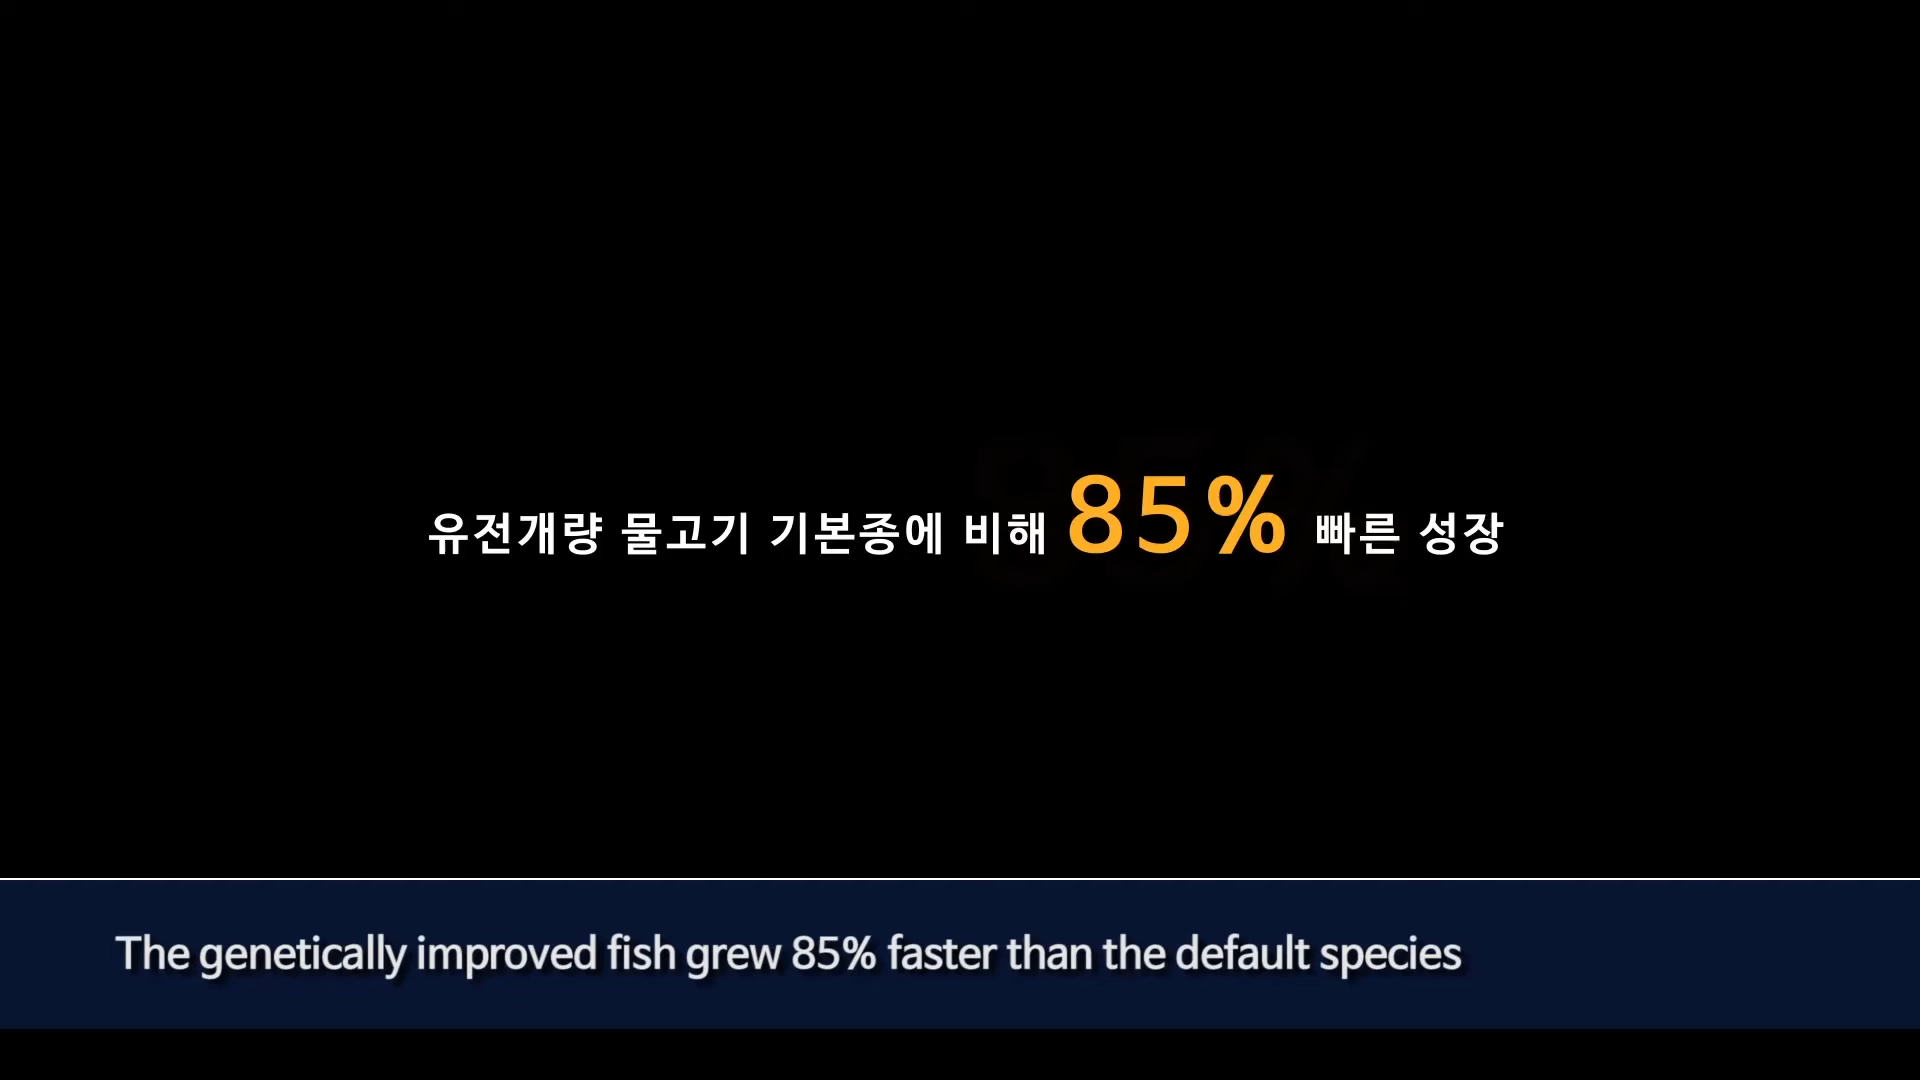 유전개량 물고기 기본종에 비해 85% 빠른 성장
The genetically improved fish grew 85% faster than the default species